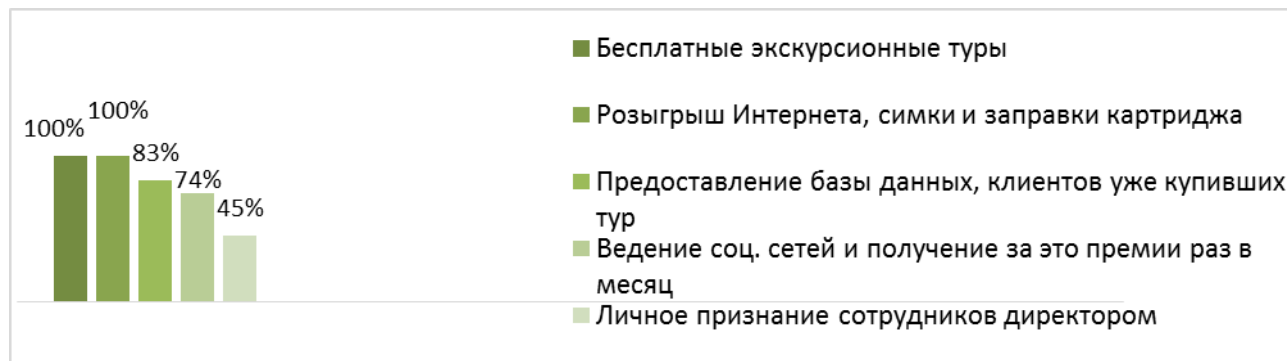 100%
100%
83%
74%
45%
Бесплатные экскурсионные туры
Розыгрыш Интернета, симки и заправки картриджа
Предоставление базы данных, клиентов уже купивших
тур
Ведение соц. сетей и получение за это премии раз в
месяц
Личное признание сотрудников директором